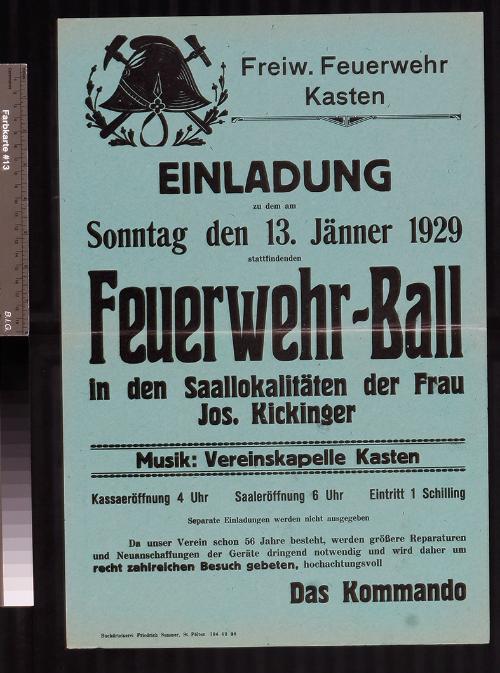 Freiw. Feuerwehr
Kasten
EINLADUNG
zu dem am
Sonntag den 13. Jänner 1929
stattfindenden
Feuerwehr-Ball
in den Saallokalitäten der Frau
Jos. Kickinger
Musik: Vereinskapelle Kasten
Kassaeröffnung 4 Uhr Saaleröffnung 6 Uhr Eintritt 1 Schilling
Separate Einladungen werden nicht ausgegeben
Da unser Verein schon 56 Jahre besteht, werden größere Reparaturen
und Neuanschaffungen der Geräte dringend notwendig und wird daher um
recht zahlreichen Besuch gebeten, hochachtungsvoll
Das Kommando
Buchdruckerei Friedrich Sommer, St. Pölten
Farbkarte #13
B.I.G.